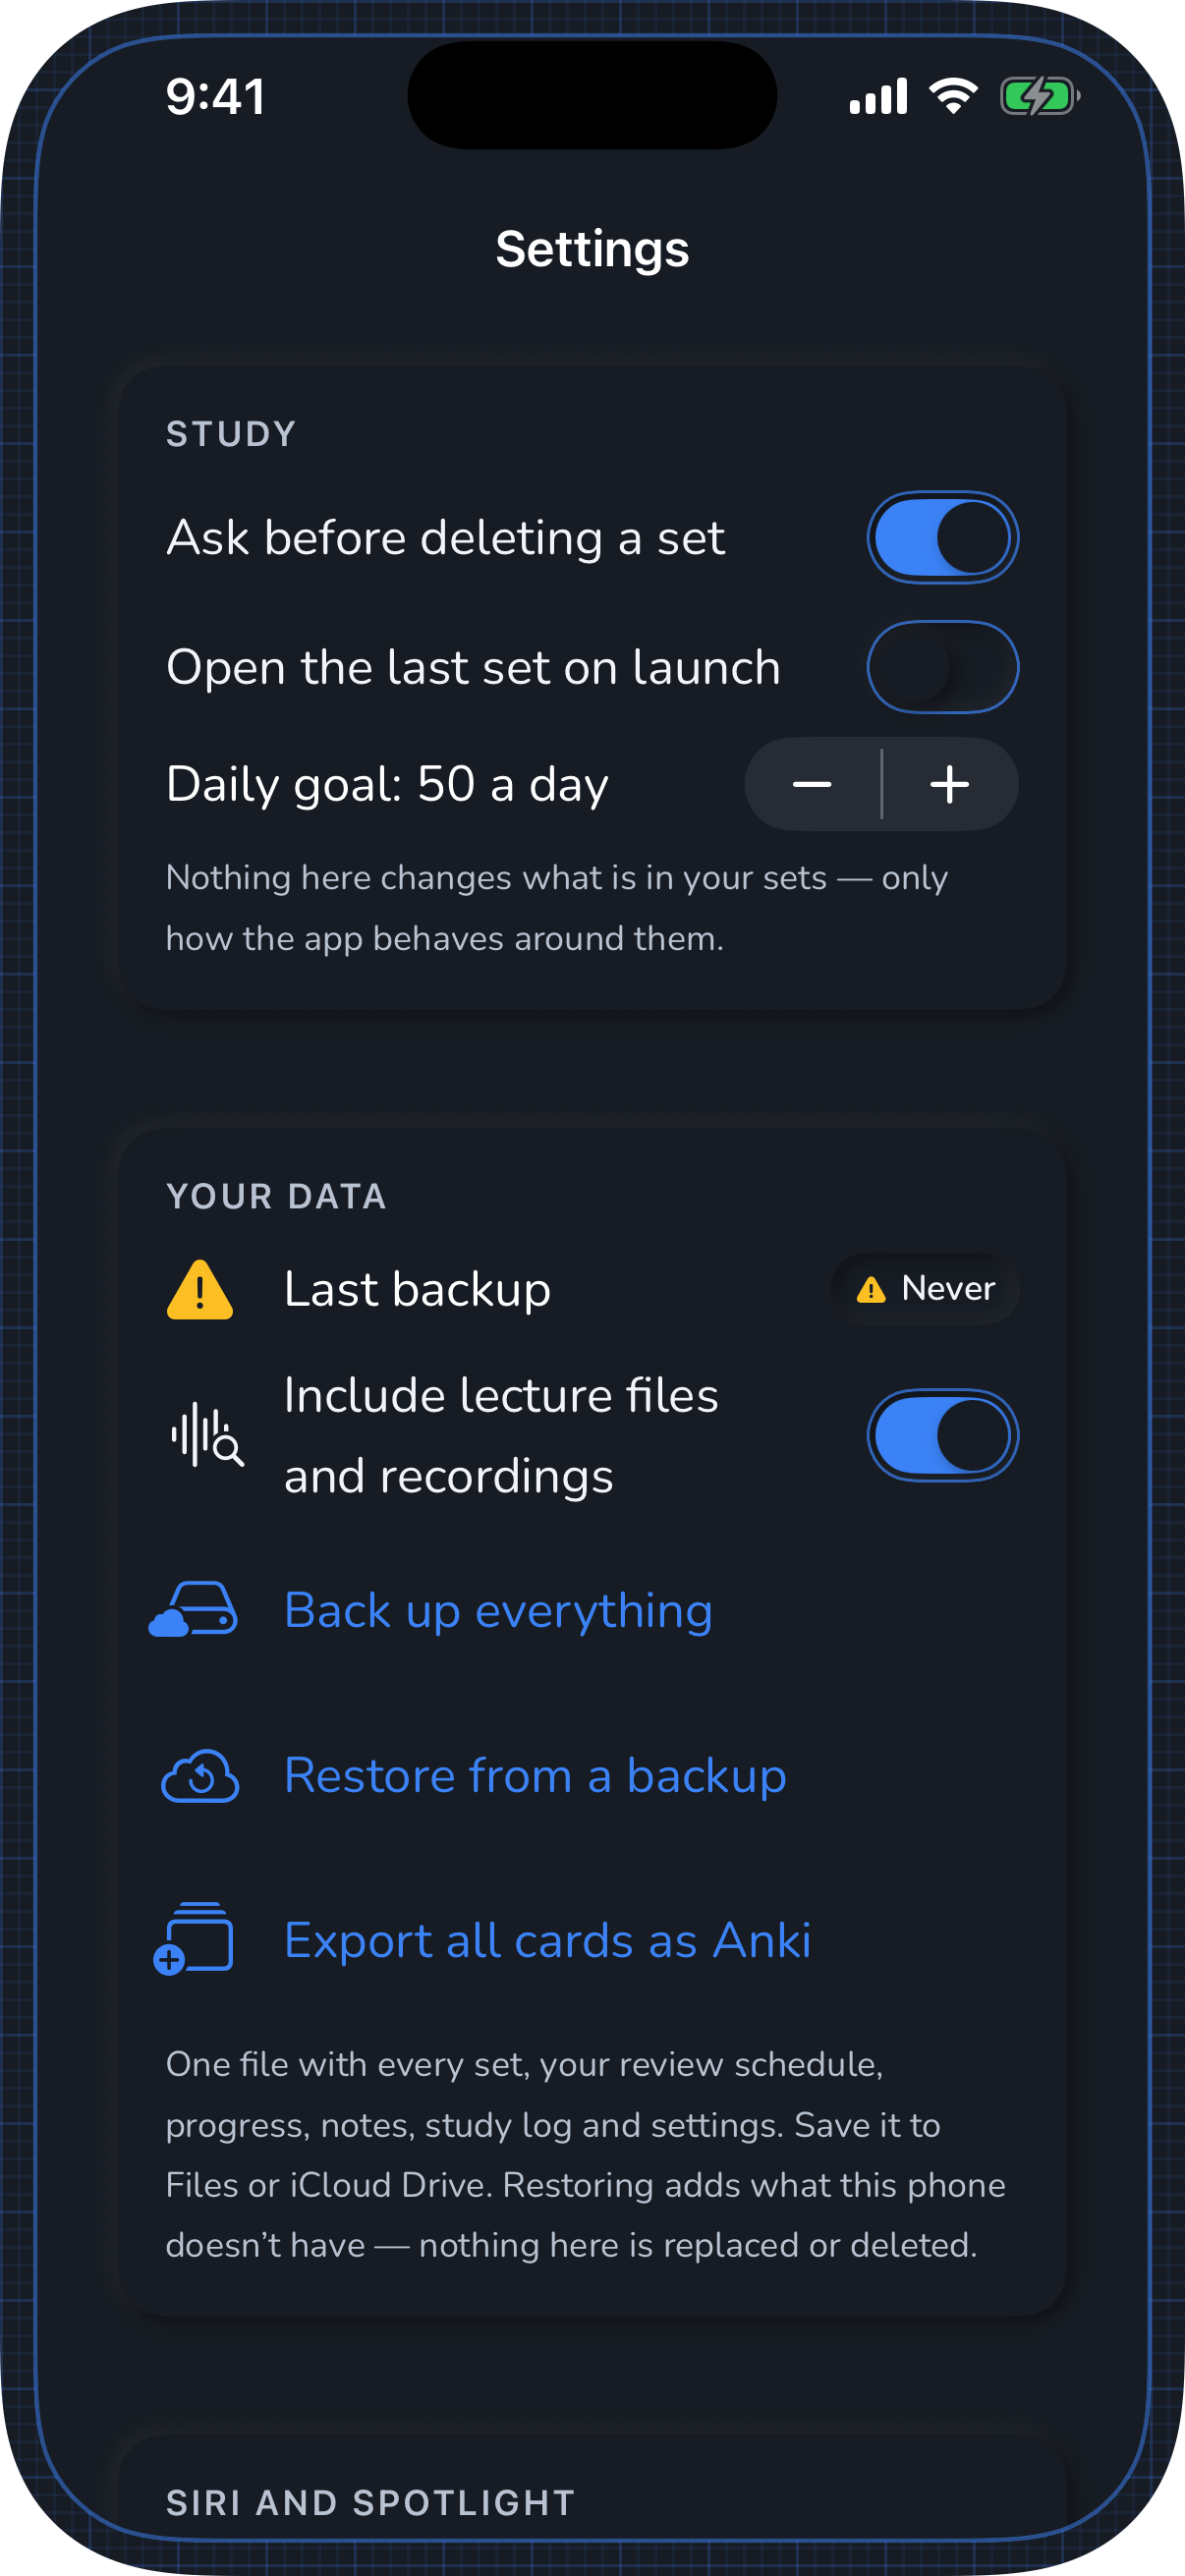 9:41
Settings
STUDY
Ask before deleting a set
Open the last set on launch
Daily goal: 50 a day
Nothing here changes what is in your sets — only
how the app behaves around them.
YOUR DATA
Last backup
Never
Include lecture files
and recordings
Back up everything
Restore from a backup
Export all cards as Anki
One file with every set, your review schedule,
progress, notes, study log and settings. Save it to
Files or iCloud Drive. Restoring adds what this phone
doesn’t have — nothing here is replaced or deleted.
SIRI AND SPOTLIGHT